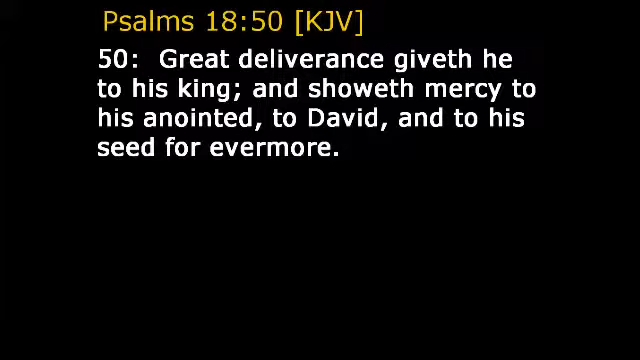 Psalms 18:50 [KJV]
50:  Great deliverance giveth he
to his king; and showeth mercy to
his anointed, to David, and to his
seed for evermore.